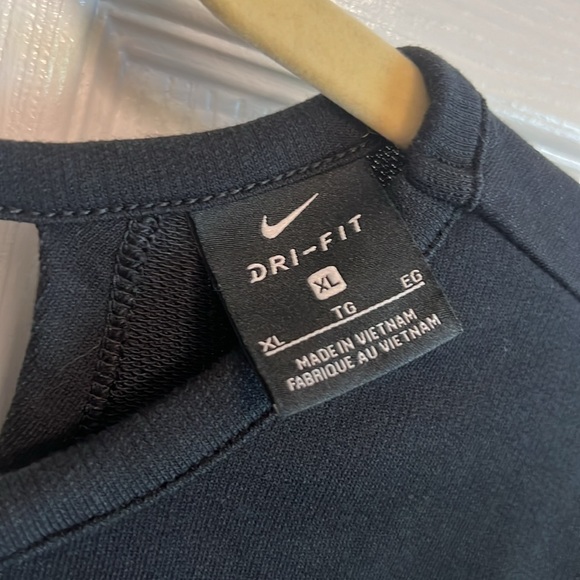 DRI-FIT
XL
XL TG EG
MADE IN VIETNAM
FABRIQUE AU VIETNAM